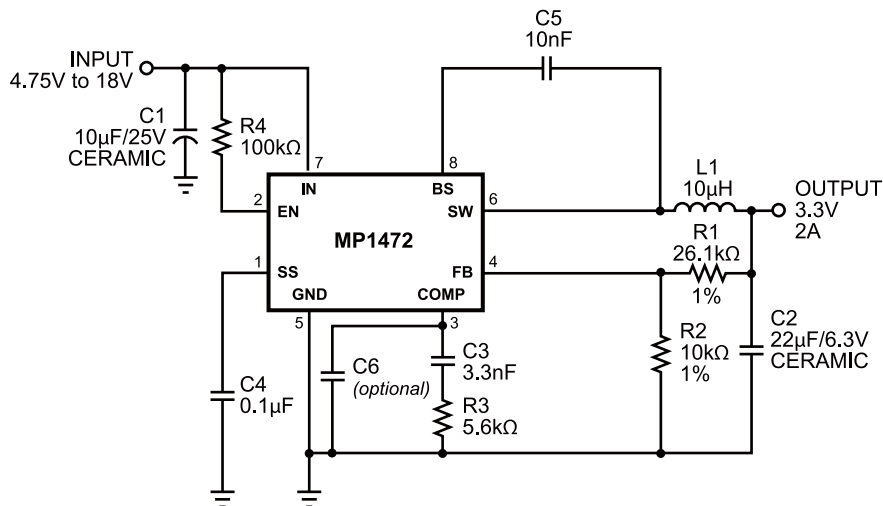 C5
10nF
INPUT
4.75V to 18V
C1
10µF/25V
CERAMIC
R4
100kΩ
7
8
IN
BS
2
EN
6
SW
L1
10µH
OUTPUT
3.3V
2A
MP1472
R1
26.1kΩ
1%
1
SS
4
FB
GND
COMP
5
3
C2
22µF/6.3V
CERAMIC
R2
10kΩ
1%
C6
(optional)
C3
3.3nF
C4
0.1µF
R3
5.6kΩ